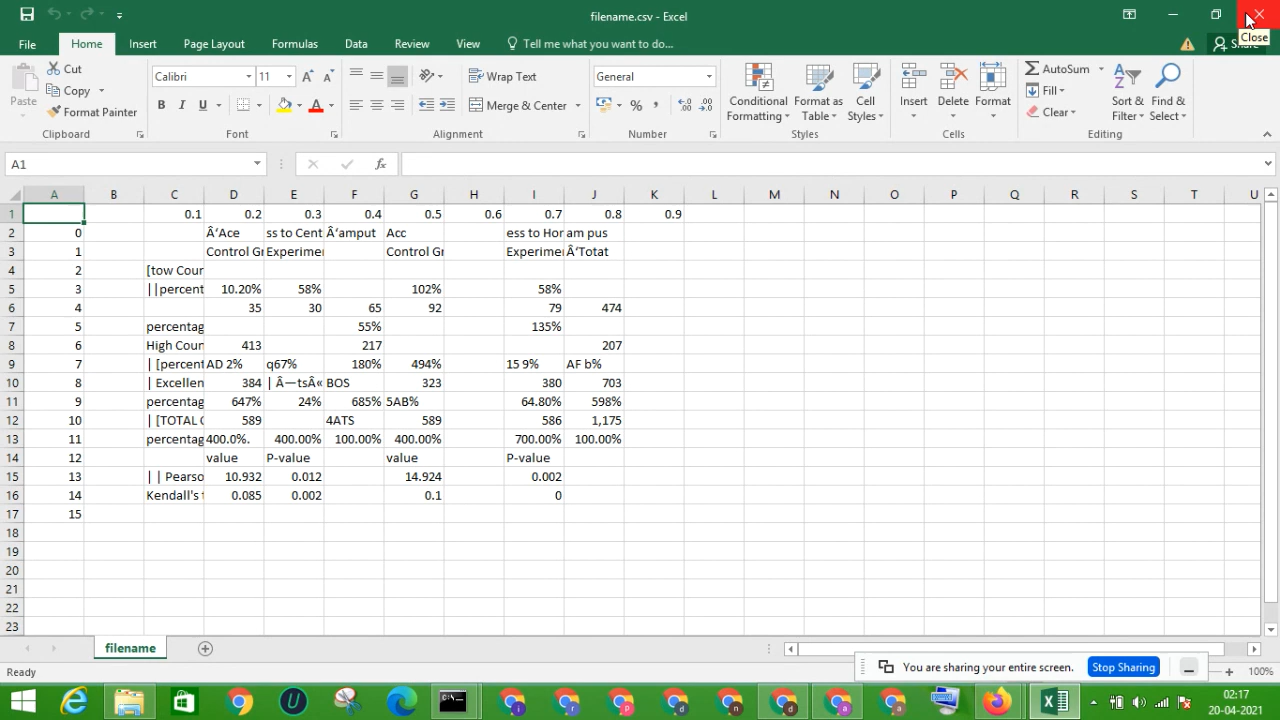 filename.csv - Excel
Close
File Home Insert Page Layout Formulas Data Review View Tell me what you want to do... Share
Paste Cut Copy Format Painter
Calibri 11 Wrap Text General
B I U Merge & Center % ,
Conditional Formatting Format as Table Cell Styles
Insert Delete Format
AutoSum Fill Clear Sort & Filter Find & Select
Clipboard Font Alignment Number Styles Cells Editing
A1 fx
A B C D E F G H I J K L M N O P Q R S T U
1 0.1 0.2 0.3 0.4 0.5 0.6 0.7 0.8 0.9
2 0 Â‘Ace ss to Cent Â‘amput Acc ess to Hor am pus
3 1 Control Gr Experimer Control Gr Experimer Â‘Totat
4 2 [tow Cour
5 3 ||percent 10.20% 58% 102% 58%
6 4 35 30 65 92 79 474
7 5 percentag 55% 135%
8 6 High Coun 413 217 207
9 7 | [percent AD 2% q67% 180% 494% 15 9% AF b%
10 8 | Excellen 384 | Â—tsÂ« BOS 323 380 703
11 9 percentag 647% 24% 685% 5AB% 64.80% 598%
12 10 | [TOTAL C 589 4ATS 589 586 1,175
13 11 percentag 400.0%. 400.00% 100.00% 400.00% 700.00% 100.00%
14 12 value P-value value P-value
15 13 | | Pearso 10.932 0.012 14.924 0.002
16 14 Kendall's t 0.085 0.002 0.1 0
17 15
18
19
20
21
22
23
filename
Ready 100%
You are sharing your entire screen. Stop Sharing
02:17
20-04-2021